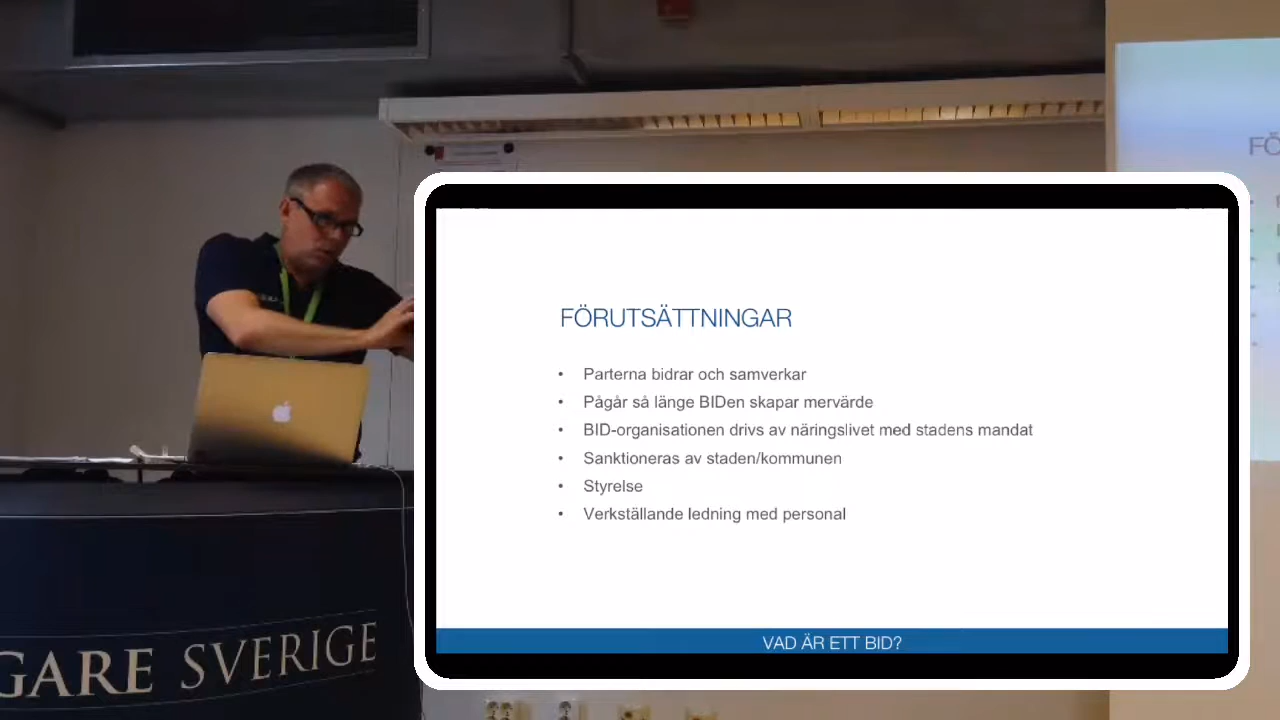 FÖRUTSÄTTNINGAR
• Parterna bidrar och samverkar
• Pågår så länge BIDen skapar mervärde
• BID-organisationen drivs av näringslivet med stadens mandat
• Sanktioneras av staden/kommunen
• Styrelse
• Verkställande ledning med personal
VAD ÄR ETT BID?
GARE SVERIGE
FÖ